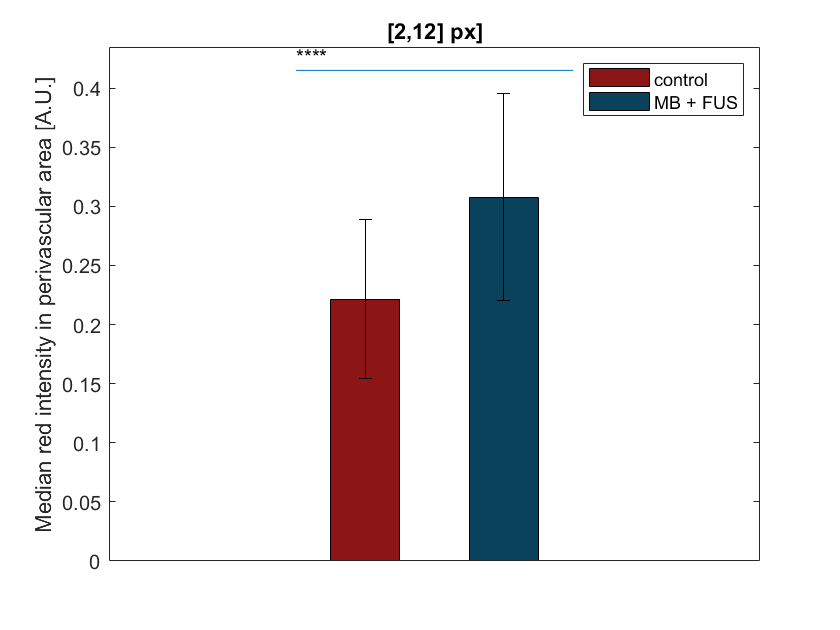 [2,12] px]
****
control
MB + FUS
Median red intensity in perivascular area [A.U.]
0.4
0.35
0.3
0.25
0.2
0.15
0.1
0.05
0